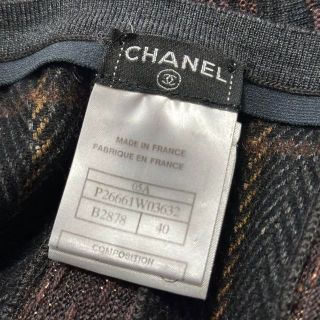 CHANEL
MADE IN FRANCE
FABRIQUE EN FRANCE
05A
P26661W03632
B2878 40
COMPOSITION